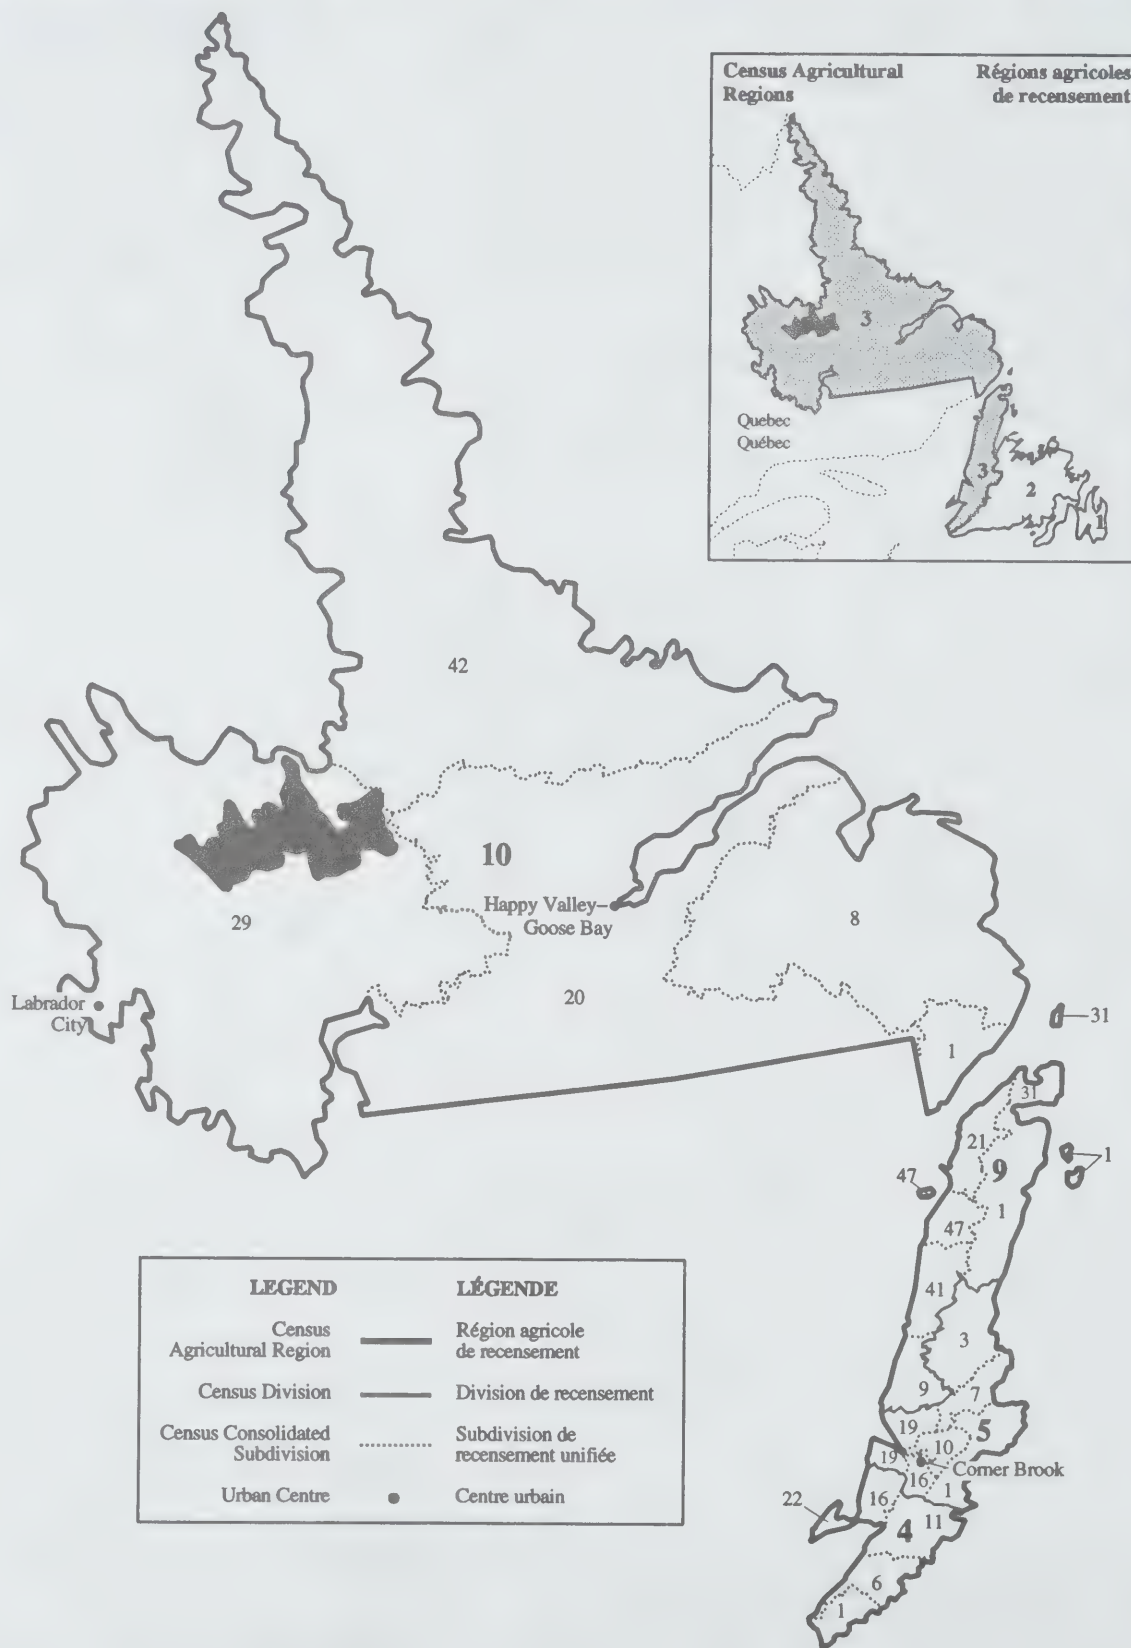 Census Agricultural Regions
Régions agricoles de recensement
3
Quebec
Québec
3
2
2
1
42
10
Happy Valley–
Goose Bay
29
8
Labrador
City
20
31
1
31
21
9
47
1
1
47
41
3
9
7
19
5
10
19
Corner Brook
16
16
1
22
11
4
6
1
LEGEND LÉGENDE
Census Agricultural Region
Région agricole de recensement
Census Division Division de recensement
Census Consolidated Subdivision
Subdivision de recensement unifiée
Urban Centre Centre urbain